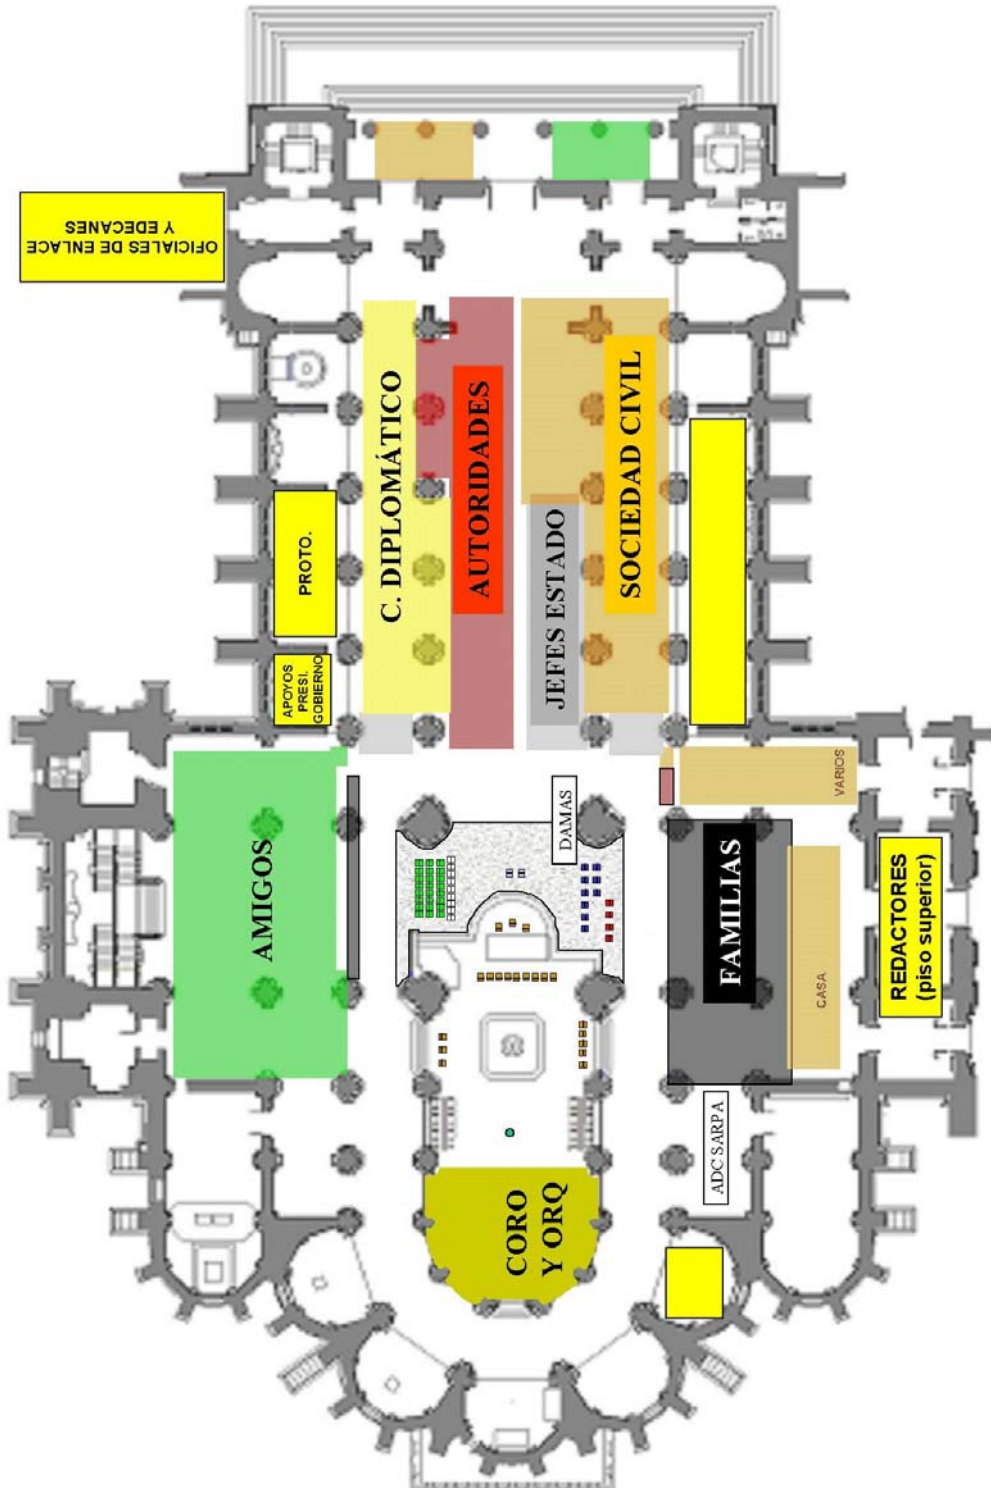 OFICIALES DE ENLACE
Y EDECANES
C. DIPLOMÁTICO
AUTORIDADES
SOCIEDAD CIVIL
JEFES ESTADO
PROTO.
APOYOS
PRESI.
GOBIERNO
AMIGOS
DAMAS
VARIOS
FAMILIAS
CASA
REDACTORES
(piso superior)
ADC SARPA
CORO
Y ORQ